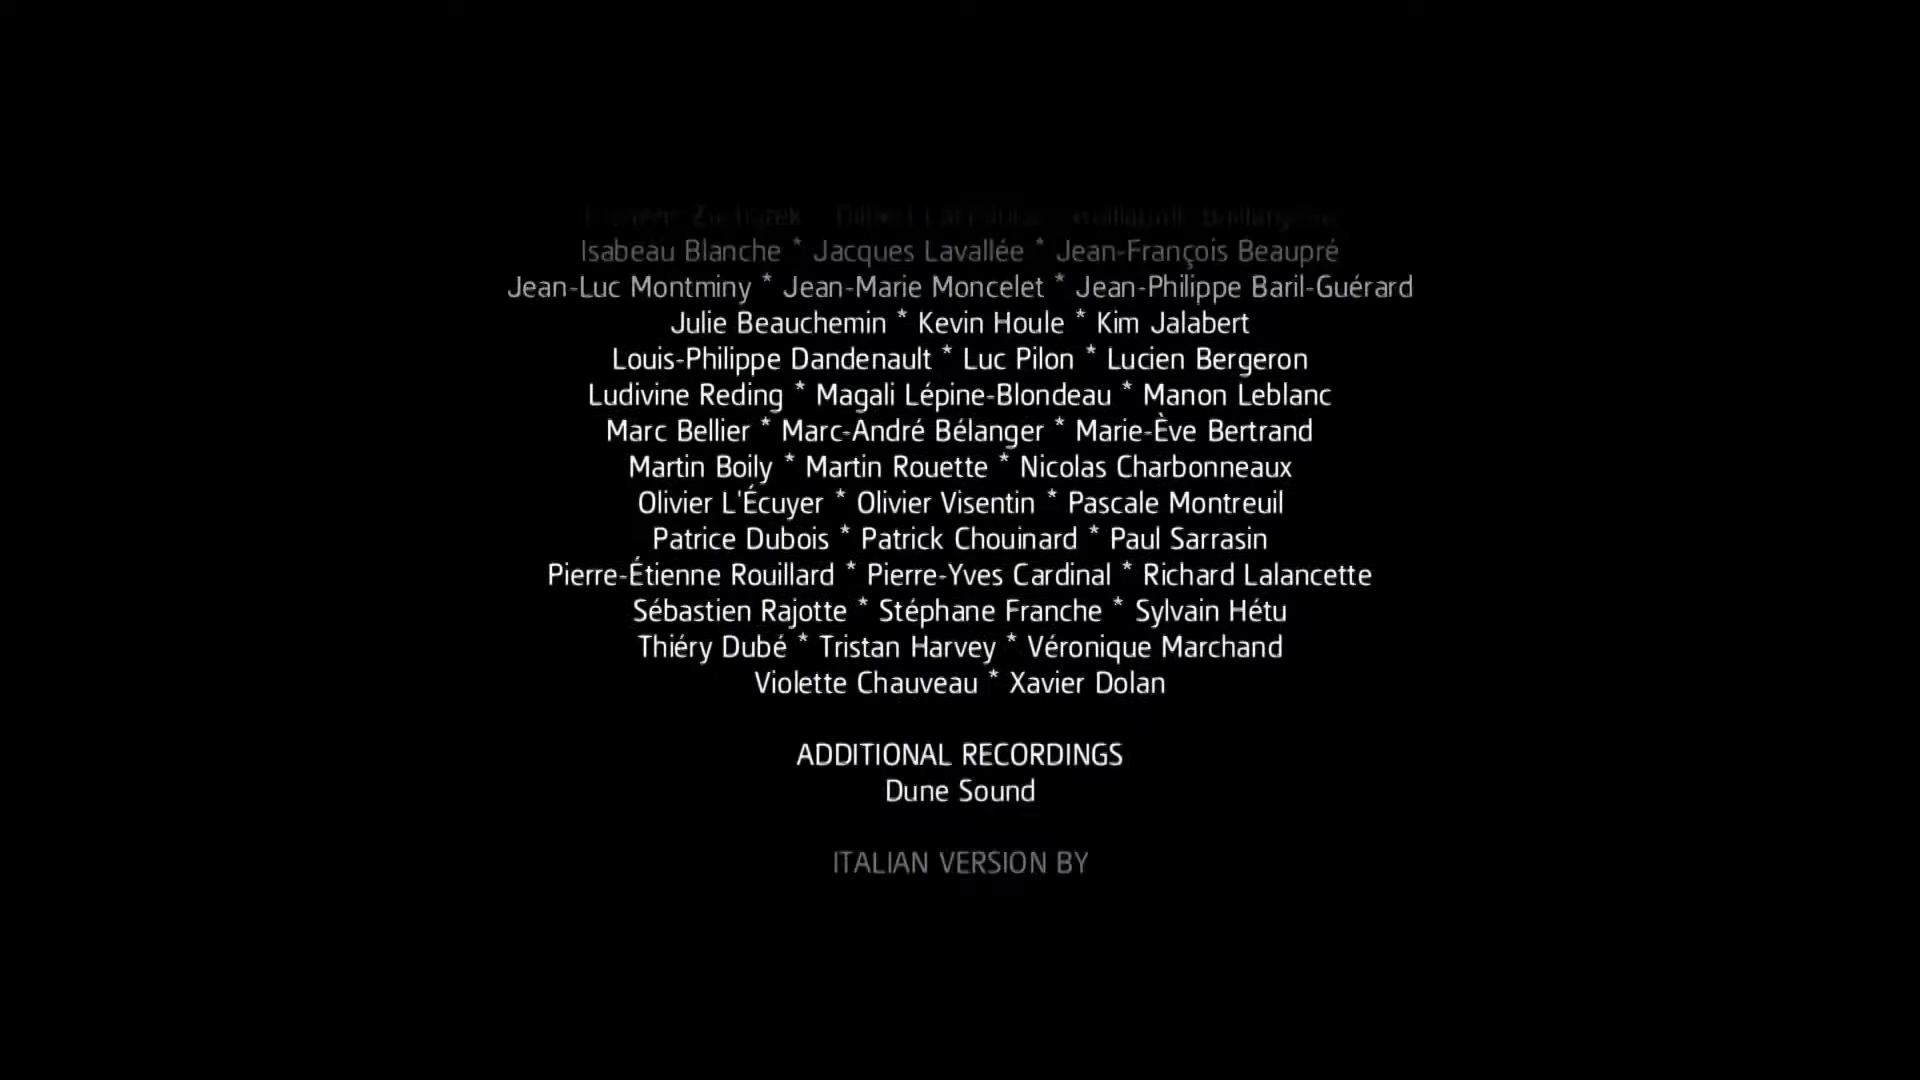 Isabeau Blanche * Jacques Lavallée * Jean-François Beaupré
Jean-Luc Montminy * Jean-Marie Moncelet * Jean-Philippe Baril-Guérard
Julie Beauchemin * Kevin Houle * Kim Jalabert
Louis-Philippe Dandenault * Luc Pilon * Lucien Bergeron
Ludivine Reding * Magali Lépine-Blondeau * Manon Leblanc
Marc Bellier * Marc-André Bélanger * Marie-Ève Bertrand
Martin Boily * Martin Rouette * Nicolas Charbonneaux
Olivier L'Écuyer * Olivier Visentin * Pascale Montreuil
Patrice Dubois * Patrick Chouinard * Paul Sarrasin
Pierre-Étienne Rouillard * Pierre-Yves Cardinal * Richard Lalancette
Sébastien Rajotte * Stéphane Franche * Sylvain Hétu
Thiéry Dubé * Tristan Harvey * Véronique Marchand
Violette Chauveau * Xavier Dolan
ADDITIONAL RECORDINGS
Dune Sound
ITALIAN VERSION BY